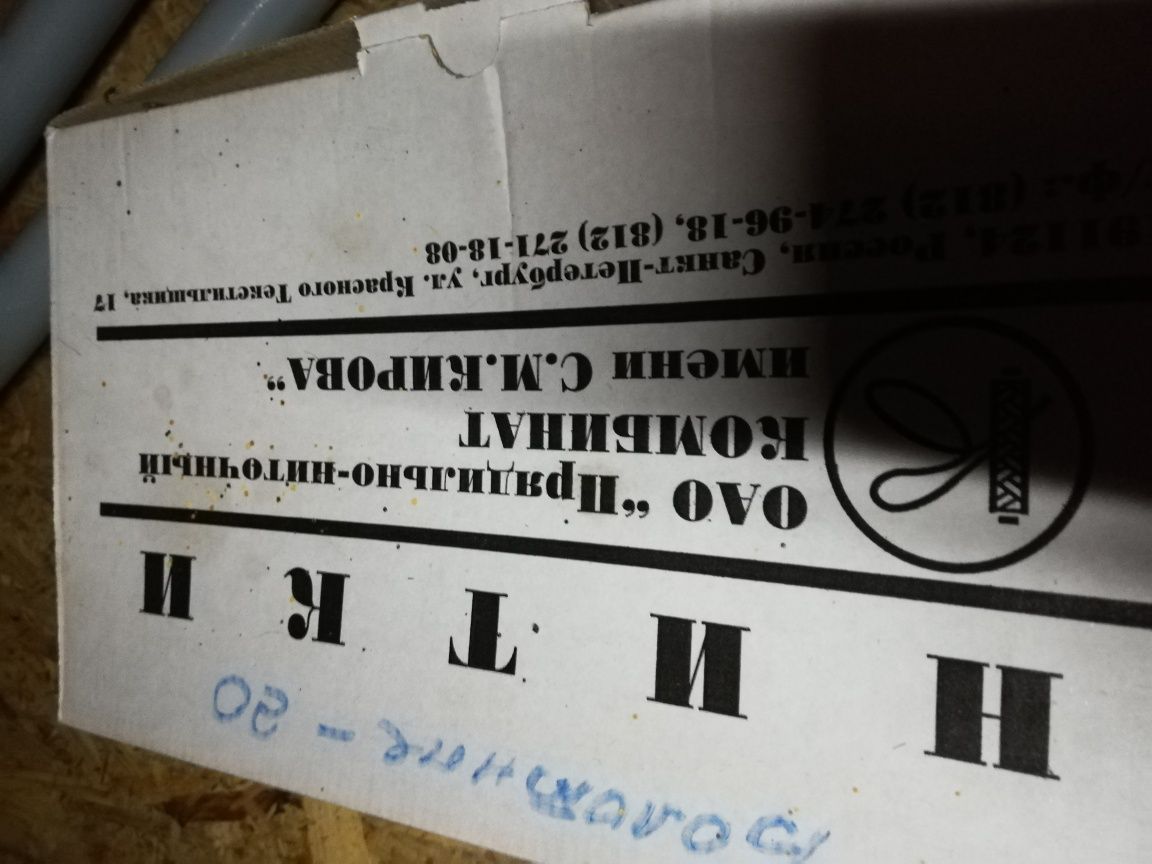 НИТКИ
ОАО “Прядильно-ниточный
КОМБИНАТ
имени С.М.КИРОВА”
91124, Россия, Санкт-Петербург, ул. Красного Текстильщика, 17
/ф.: (812) 274-96-18, (812) 271-18-08